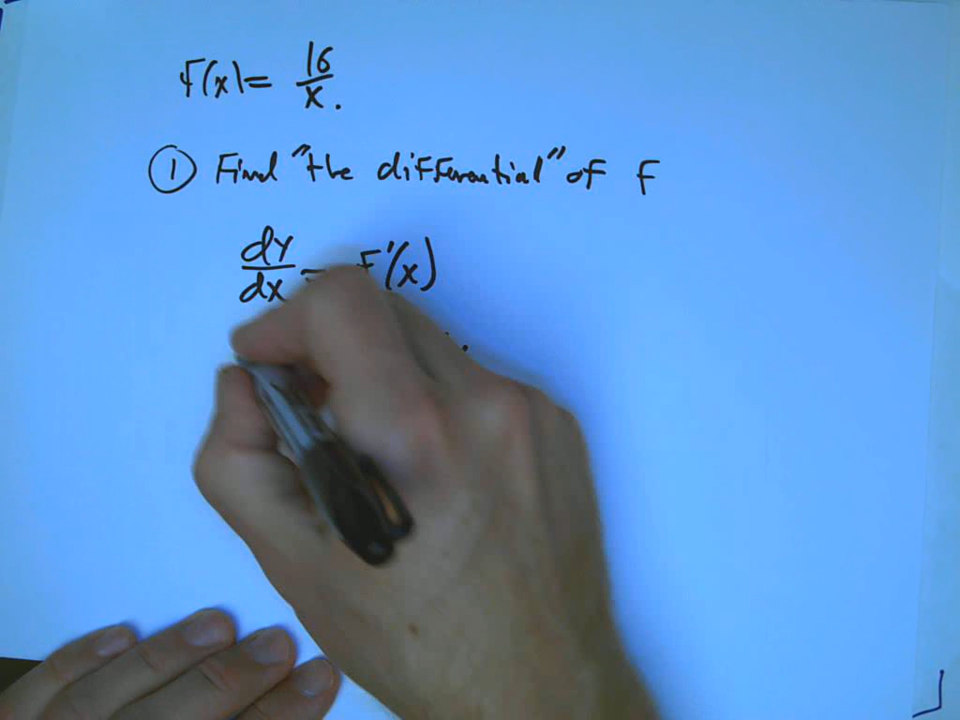 F(x) = 16/x.
① Find "the differential" of F
dy/dx = F'(x)